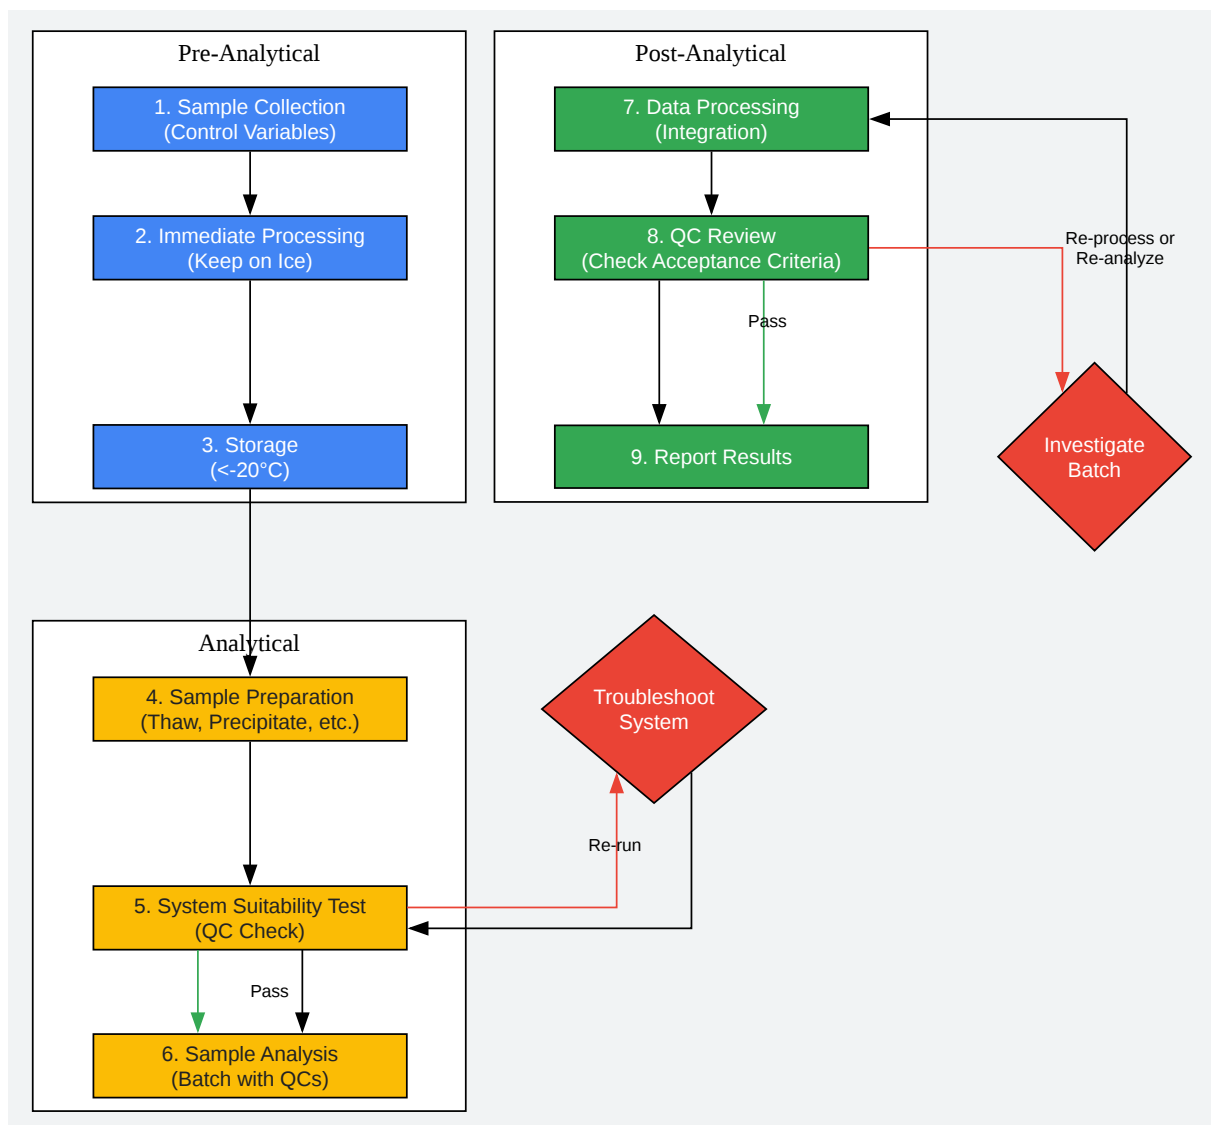 Pre-Analytical
1. Sample Collection
(Control Variables)
2. Immediate Processing
(Keep on Ice)
3. Storage
(<-20°C)
Post-Analytical
7. Data Processing
(Integration)
8. QC Review
(Check Acceptance Criteria)
Pass
9. Report Results
Re-process or
Re-analyze
Investigate
Batch
Analytical
4. Sample Preparation
(Thaw, Precipitate, etc.)
5. System Suitability Test
(QC Check)
Pass
6. Sample Analysis
(Batch with QCs)
Troubleshoot
System
Re-run